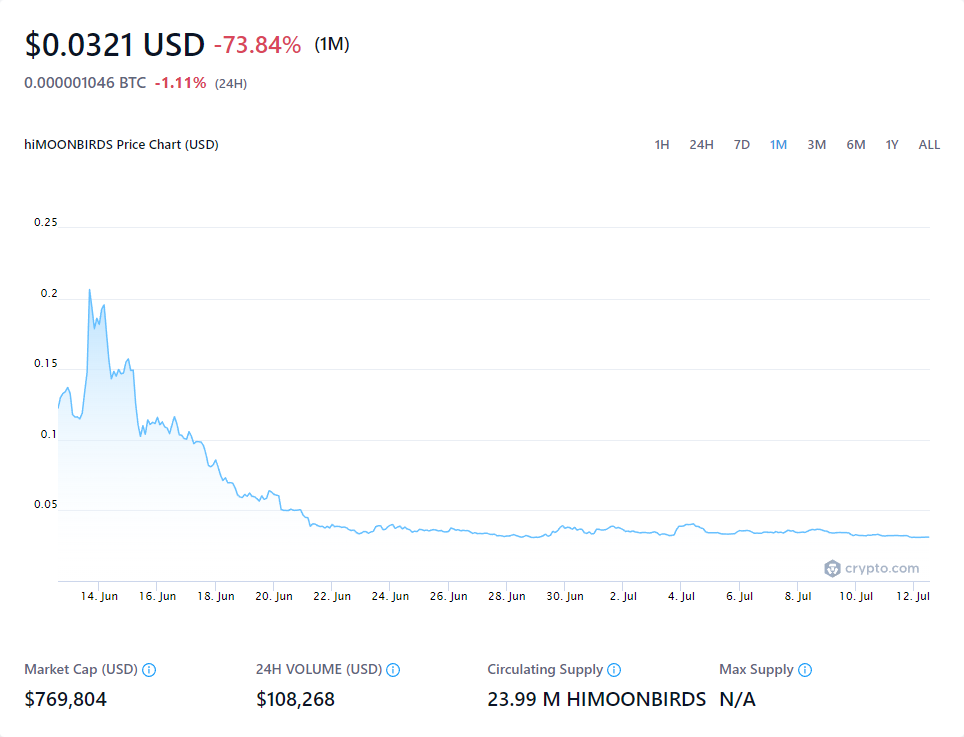 $0.0321 USD -73.84% (1M)
0.000001046 BTC -1.11% (24H)
hiMOONBIRDS Price Chart (USD) 1H 24H 7D 1M 3M 6M 1Y ALL
0.25
0.2
0.15
0.1
0.05
crypto.com
14. Jun 16. Jun 18. Jun 20. Jun 22. Jun 24. Jun 26. Jun 28. Jun 30. Jun 2. Jul 4. Jul 6. Jul 8. Jul 10. Jul 12. Jul
Market Cap (USD) 24H VOLUME (USD) Circulating Supply Max Supply
$769,804 $108,268 23.99 M HIMOONBIRDS N/A